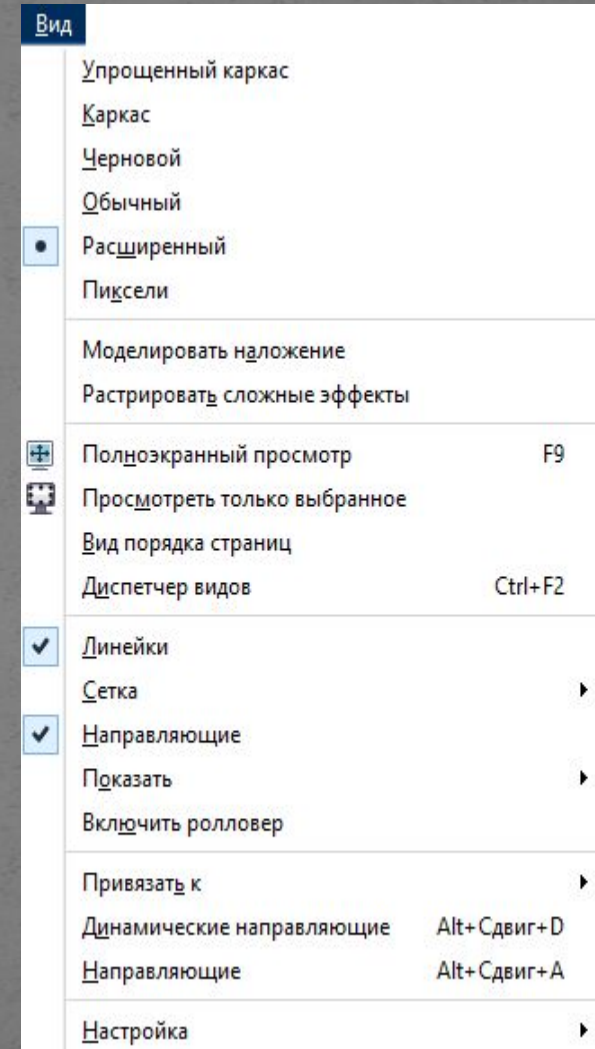 Вид
Упрощенный каркас
Каркас
Черновой
Обычный
Расширенный
Пиксели
Моделировать наложение
Растрировать сложные эффекты
Полноэкранный просмотр F9
Просмотреть только выбранное
Вид порядка страниц
Диспетчер видов Ctrl+F2
Линейки
Сетка
Направляющие
Показать
Включить ролловер
Привязать к
Динамические направляющие Alt+Сдвиг+D
Направляющие Alt+Сдвиг+A
Настройка